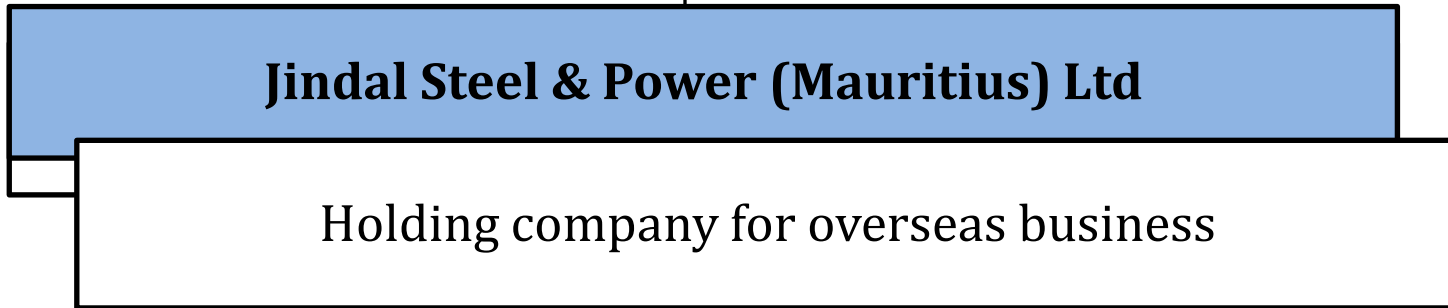 Jindal Steel & Power (Mauritius) Ltd
Holding company for overseas business